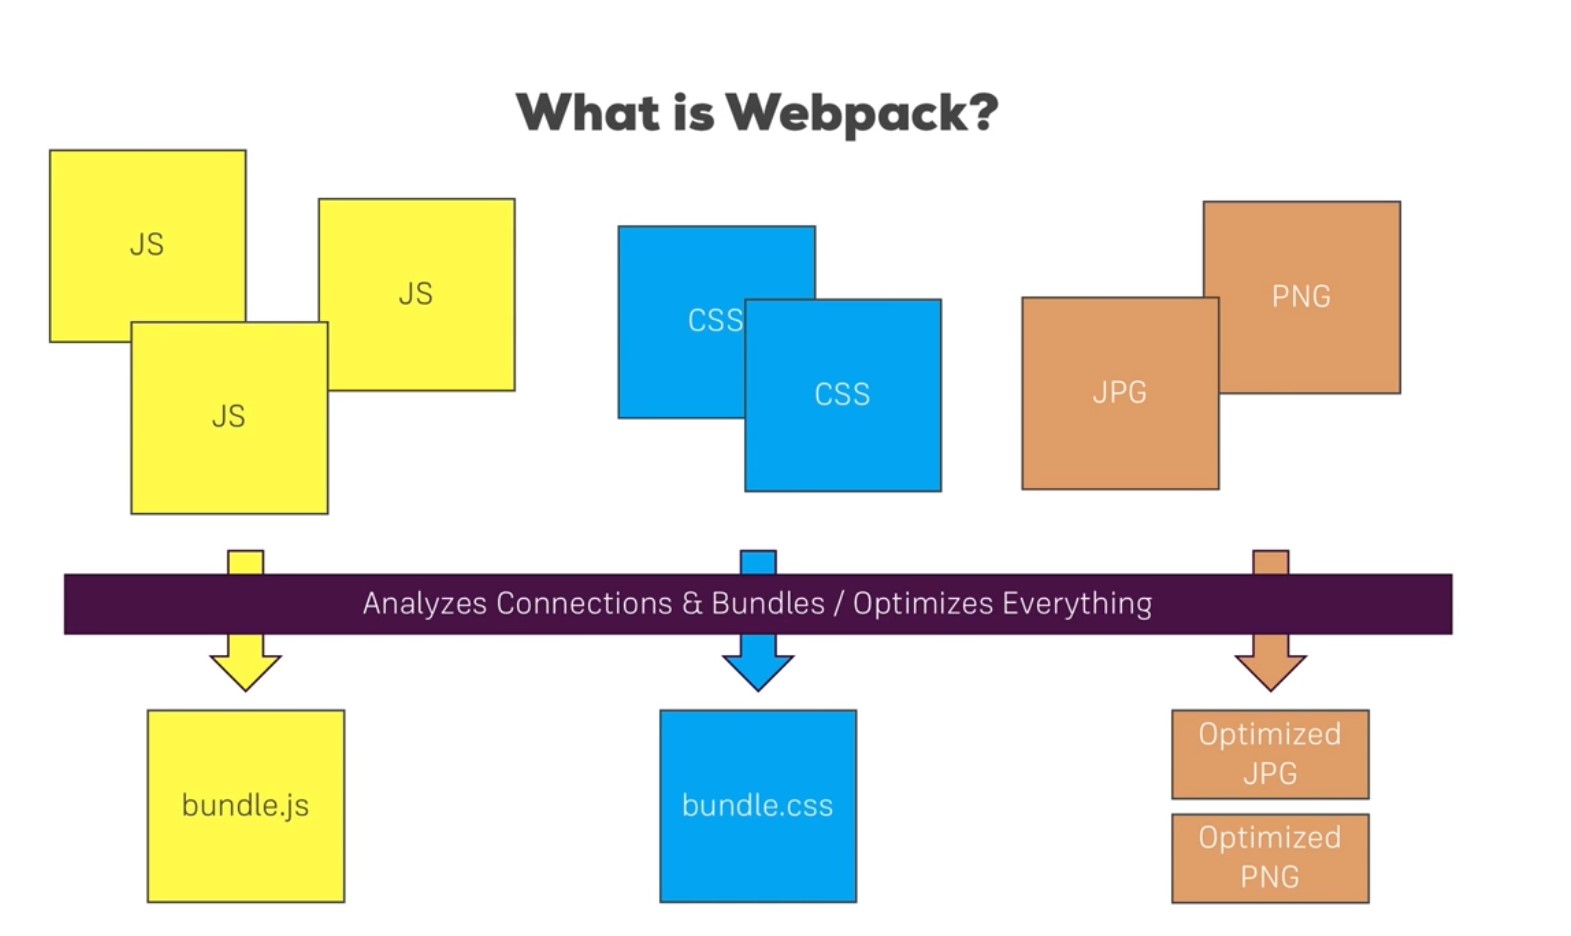 What is Webpack?
JS
JS
JS
CSS
CSS
PNG
JPG
Analyzes Connections & Bundles / Optimizes Everything
bundle.js
bundle.css
Optimized
JPG
Optimized
PNG